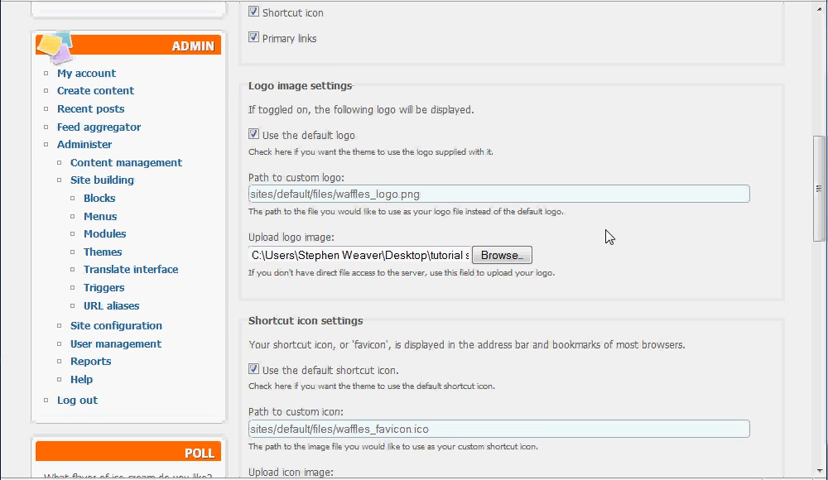 ADMIN
My account
Create content
Recent posts
Feed aggregator
Administer
Content management
Site building
Blocks
Menus
Modules
Themes
Translate interface
Triggers
URL aliases
Site configuration
User management
Reports
Help
Log out
POLL
What flavor of ice cream do you like?
Shortcut icon
Primary links
Logo image settings
If toggled on, the following logo will be displayed.
Use the default logo
Check here if you want the theme to use the logo supplied with it.
Path to custom logo:
sites/default/files/waffles_logo.png
The path to the file you would like to use as your logo file instead of the default logo.
Upload logo image:
C:\Users\Stephen Weaver\Desktop\tutorial s Browse...
If you don't have direct file access to the server, use this field to upload your logo.
Shortcut icon settings
Your shortcut icon, or 'favicon', is displayed in the address bar and bookmarks of most browsers.
Use the default shortcut icon.
Check here if you want the theme to use the default shortcut icon.
Path to custom icon:
sites/default/files/waffles_favicon.ico
The path to the image file you would like to use as your custom shortcut icon.
Upload icon image: